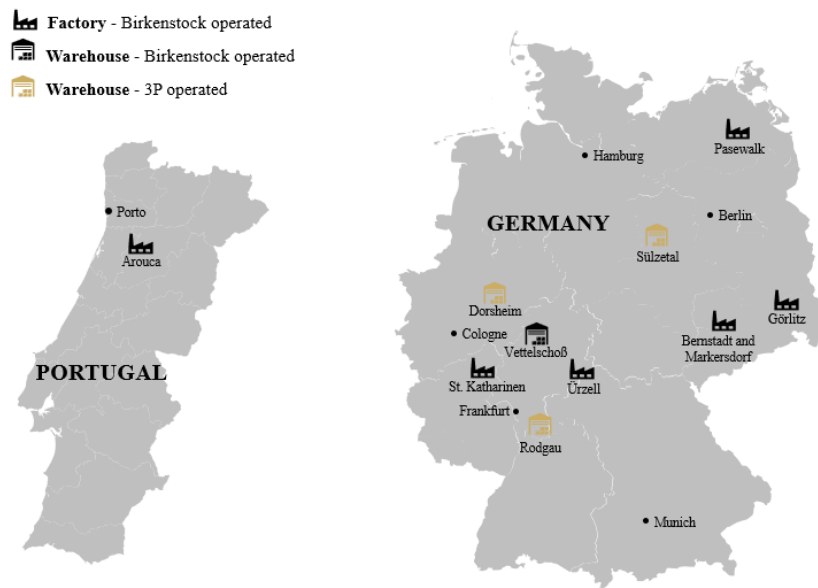 Factory - Birkenstock operated
Warehouse - Birkenstock operated
Warehouse - 3P operated
Porto
Arouca
PORTUGAL
Hamburg
Pasewalk
GERMANY
Berlin
Sülzetal
Dorsheim
Görlitz
Cologne
Vettelschoß
Bernstadt and
Markersdorf
St. Katharinen
Ürzell
Frankfurt
Rodgau
Munich